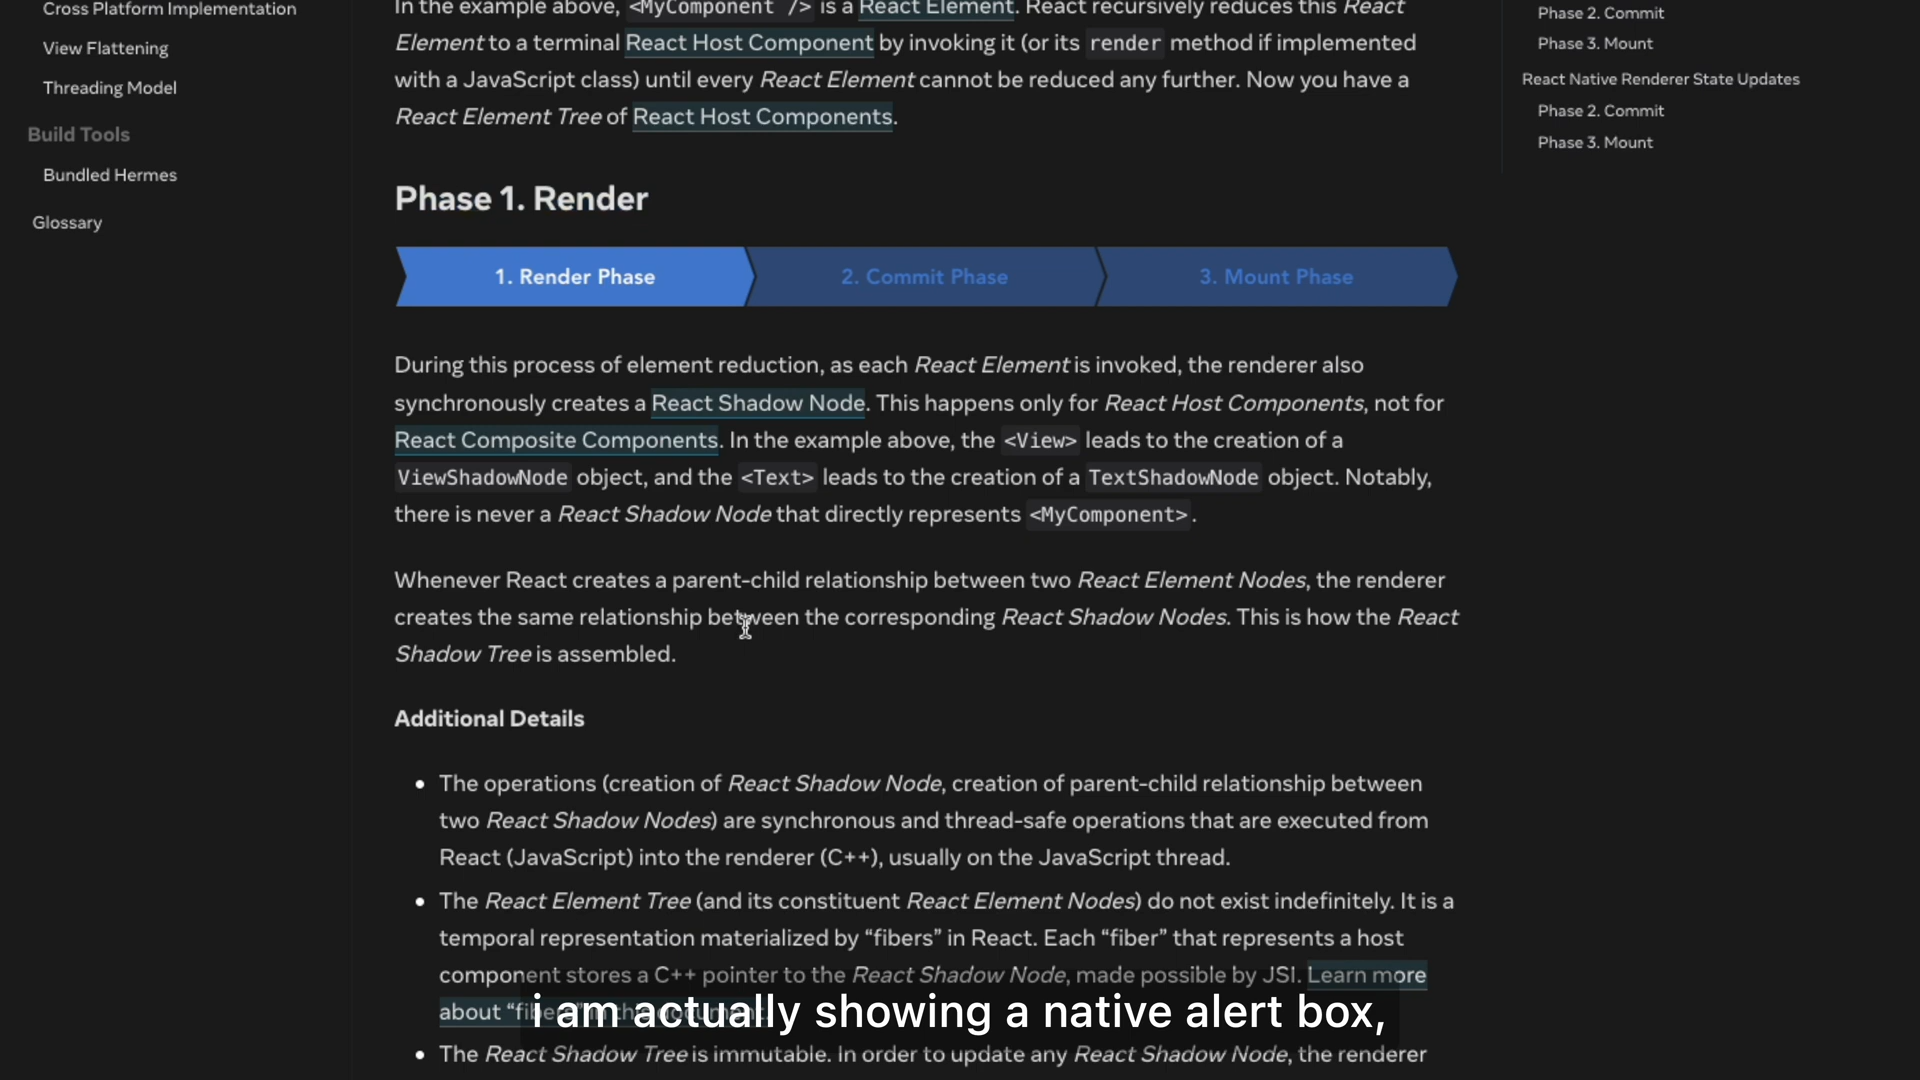 Cross Platform Implementation
View Flattening
Threading Model
Build Tools
Bundled Hermes
Glossary
In the example above, <MyComponent /> is a React Element. React recursively reduces this React
Element to a terminal React Host Component by invoking it (or its render method if implemented
with a JavaScript class) until every React Element cannot be reduced any further. Now you have a
React Element Tree of React Host Components.
Phase 1. Render
1. Render Phase
2. Commit Phase
3. Mount Phase
During this process of element reduction, as each React Element is invoked, the renderer also
synchronously creates a React Shadow Node. This happens only for React Host Components, not for
React Composite Components. In the example above, the <View> leads to the creation of a
ViewShadowNode object, and the <Text> leads to the creation of a TextShadowNode object. Notably,
there is never a React Shadow Node that directly represents <MyComponent>.
Whenever React creates a parent-child relationship between two React Element Nodes, the renderer
creates the same relationship between the corresponding React Shadow Nodes. This is how the React
Shadow Tree is assembled.
Additional Details
• The operations (creation of React Shadow Node, creation of parent-child relationship between
two React Shadow Nodes) are synchronous and thread-safe operations that are executed from
React (JavaScript) into the renderer (C++), usually on the JavaScript thread.
• The React Element Tree (and its constituent React Element Nodes) do not exist indefinitely. It is a
temporal representation materialized by “fibers” in React. Each “fiber” that represents a host
component stores a C++ pointer to the React Shadow Node, made possible by JSI. Learn more
about
• The React Shadow Tree is immutable. In order to update any React Shadow Node, the renderer
Phase 2. Commit
Phase 3. Mount
React Native Renderer State Updates
Phase 2. Commit
Phase 3. Mount
i am actually showing a native alert box,